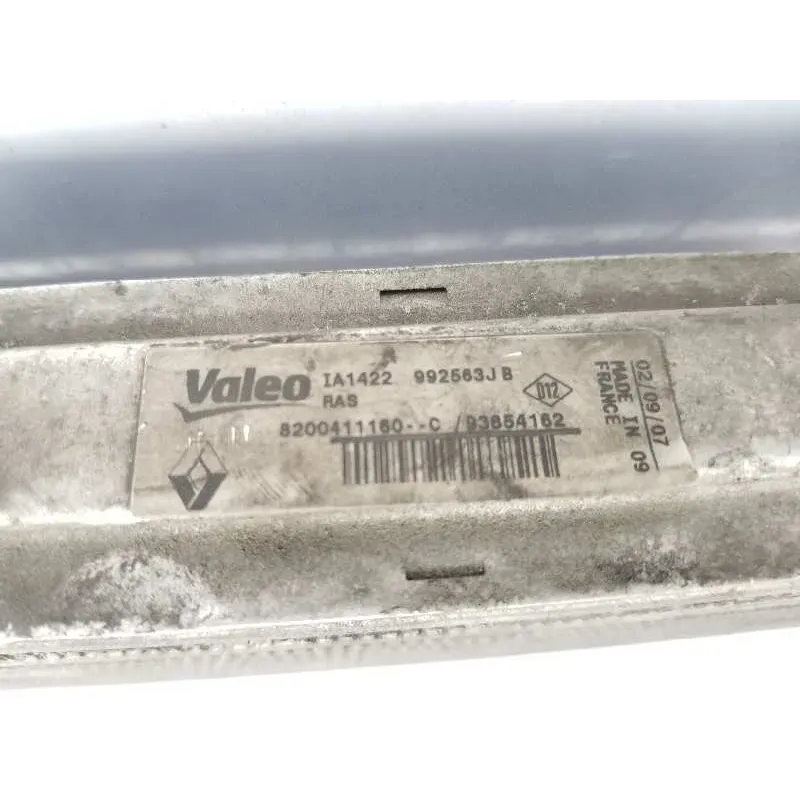 Valeo
IA1422 992563J B
RAS
D12
8200411160--C /93854162
02/09/07
MADE IN 09
FRANCE